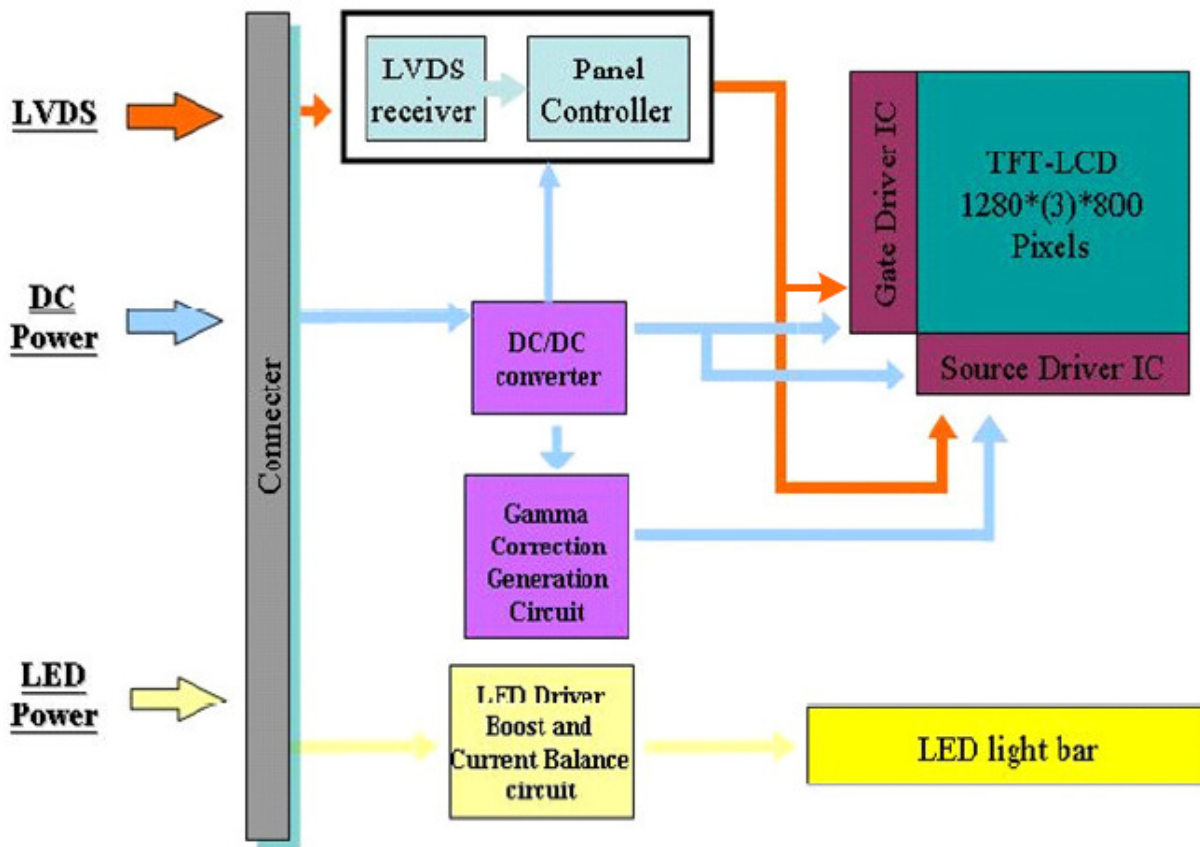 LVDS
DC
Power
LED
Power
Connecter
LVDS
receiver
Panel
Controller
DC/DC
converter
Gamma
Correction
Generation
Circuit
LED Driver
Boost and
Current Balance
circuit
Gate Driver IC
TFT-LCD
1280*(3)*800
Pixels
Source Driver IC
LED light bar